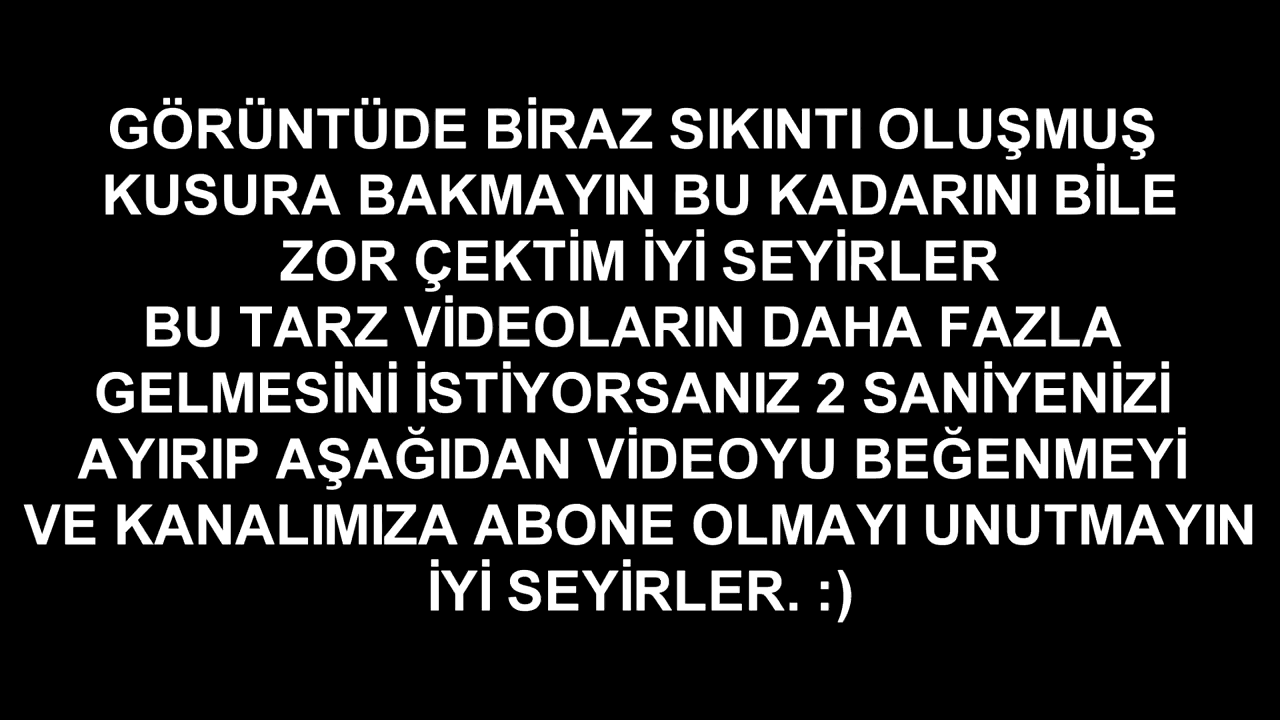 GÖRÜNTÜDE BİRAZ SIKINTI OLUŞMUŞ
KUSURA BAKMAYIN BU KADARINI BİLE
ZOR ÇEKTİM İYİ SEYİRLER
BU TARZ VİDEOLARIN DAHA FAZLA
GELMESİNİ İSTİYORSANIZ 2 SANİYENİZİ
AYIRIP AŞAĞIDAN VİDEOYU BEĞENMEYİ
VE KANALIMIZA ABONE OLMAYI UNUTMAYIN
İYİ SEYİRLER. :)